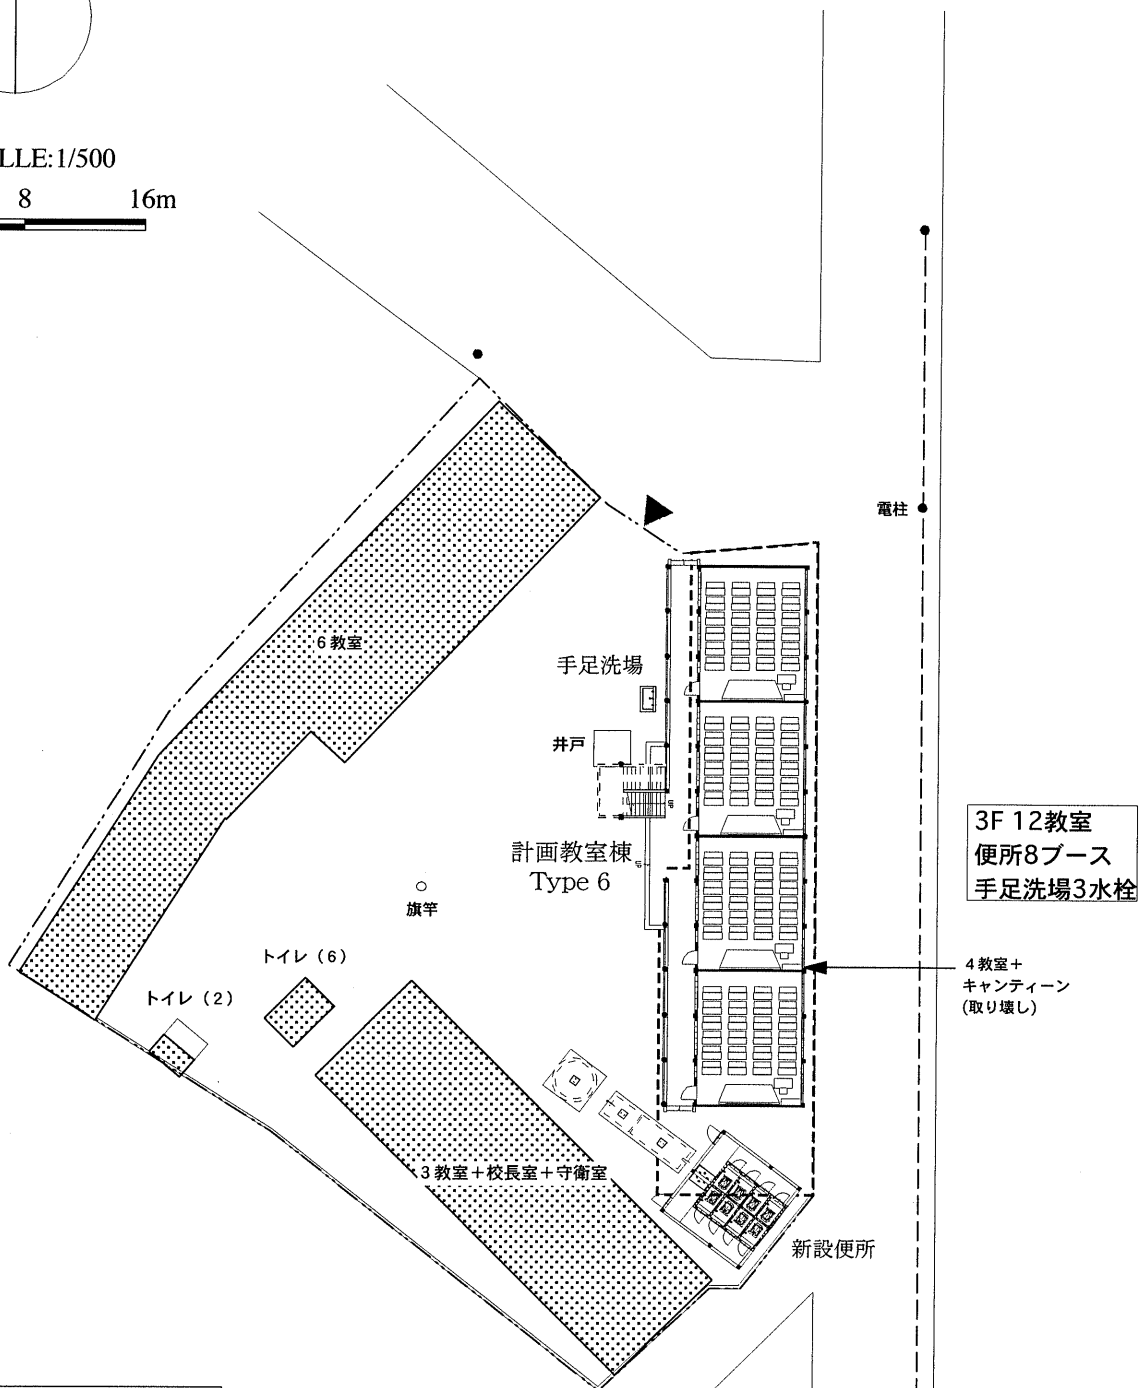 LLE:1/500
8 16m
電柱
6教室
手足洗場
井戸
UP
計画教室棟
Type 6
UP
旗竿
3F 12教室
便所8ブース
手足洗場3水栓
トイレ（6）
トイレ（2）
4教室＋
キャンティーン
(取り壊し)
3教室＋校長室＋守衛室
新設便所